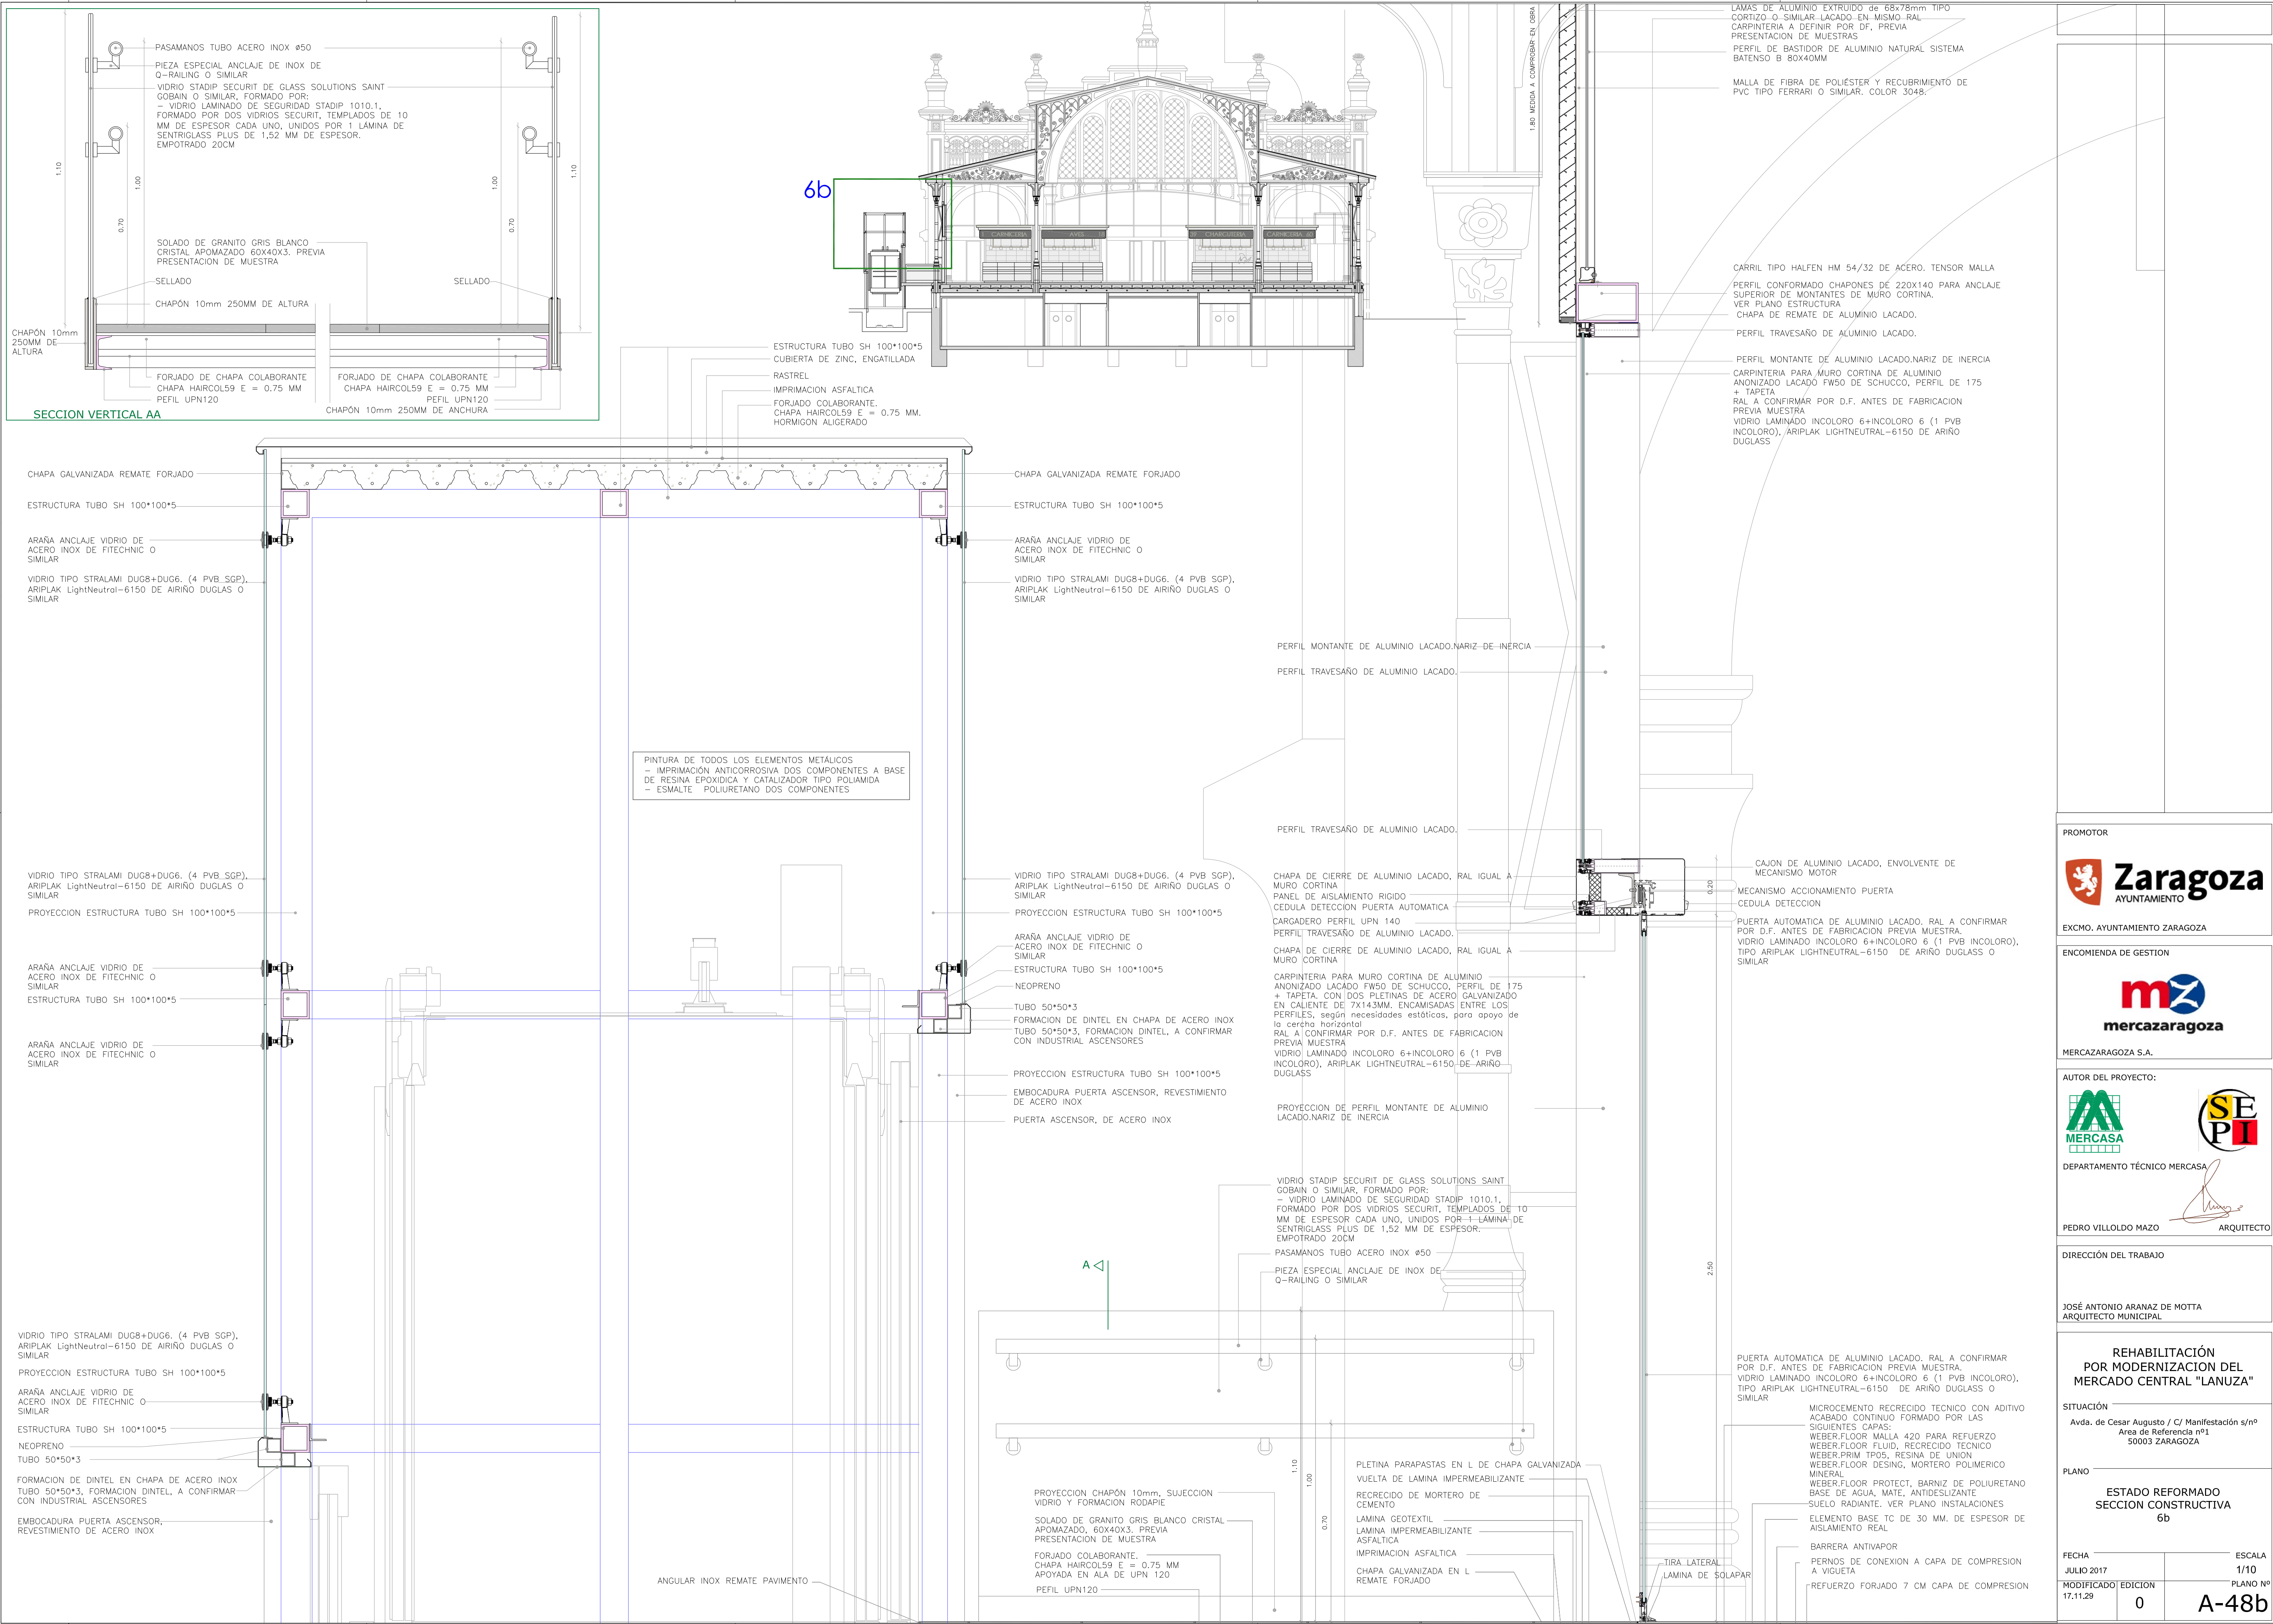 PASAMANOS TUBO ACERO INOX ø50
PIEZA ESPECIAL ANCLAJE DE INOX DE
Q-RAILING O SIMILAR
VIDRIO STADIP SECURIT DE GLASS SOLUTIONS SAINT
GOBAIN O SIMILAR, FORMADO POR:
- VIDRIO LAMINADO DE SEGURIDAD STADIP 1010.1,
FORMADO POR DOS VIDRIOS SECURIT, TEMPLADOS DE 10
MM DE ESPESOR CADA UNO, UNIDOS POR 1 LÁMINA DE
SENTRIGLASS PLUS DE 1,52 MM DE ESPESOR.
EMPOTRADO 20CM
1.10
1.00
0.70
1.00
0.70
1.10
SOLADO DE GRANITO GRIS BLANCO
CRISTAL APOMAZADO 60X40X3. PREVIA
PRESENTACION DE MUESTRA
SELLADO
SELLADO
CHAPÓN 10mm 250MM DE ALTURA
CHAPÓN 10mm
250MM DE
ALTURA
FORJADO DE CHAPA COLABORANTE
CHAPA HAIRCOL59 E = 0.75 MM
PEFIL UPN120
FORJADO DE CHAPA COLABORANTE
CHAPA HAIRCOL59 E = 0.75 MM
PEFIL UPN120
CHAPÓN 10mm 250MM DE ANCHURA
SECCION VERTICAL AA
6b
CARNICERIA
AVES
CHARCUTERIA
CARNICERIA
ESTRUCTURA TUBO SH 100*100*5
CUBIERTA DE ZINC, ENGATILLADA
RASTREL
IMPRIMACION ASFALTICA
FORJADO COLABORANTE.
CHAPA HAIRCOL59 E = 0.75 MM.
HORMIGON ALIGERADO
CHAPA GALVANIZADA REMATE FORJADO
ESTRUCTURA TUBO SH 100*100*5
ARAÑA ANCLAJE VIDRIO DE
ACERO INOX DE FITECHNIC O
SIMILAR
VIDRIO TIPO STRALAMI DUG8+DUG6. (4 PVB SGP),
ARIPLAK LightNeutral-6150 DE AIRIÑO DUGLAS O
SIMILAR
VIDRIO TIPO STRALAMI DUG8+DUG6. (4 PVB SGP),
ARIPLAK LightNeutral-6150 DE AIRIÑO DUGLAS O
SIMILAR
PROYECCION ESTRUCTURA TUBO SH 100*100*5
ARAÑA ANCLAJE VIDRIO DE
ACERO INOX DE FITECHNIC O
SIMILAR
ESTRUCTURA TUBO SH 100*100*5
ARAÑA ANCLAJE VIDRIO DE
ACERO INOX DE FITECHNIC O
SIMILAR
VIDRIO TIPO STRALAMI DUG8+DUG6. (4 PVB SGP),
ARIPLAK LightNeutral-6150 DE AIRIÑO DUGLAS O
SIMILAR
PROYECCION ESTRUCTURA TUBO SH 100*100*5
ARAÑA ANCLAJE VIDRIO DE
ACERO INOX DE FITECHNIC O
SIMILAR
ESTRUCTURA TUBO SH 100*100*5
NEOPRENO
TUBO 50*50*3
FORMACION DE DINTEL EN CHAPA DE ACERO INOX
TUBO 50*50*3, FORMACION DINTEL, A CONFIRMAR
CON INDUSTRIAL ASCENSORES
EMBOCADURA PUERTA ASCENSOR,
REVESTIMIENTO DE ACERO INOX
PINTURA DE TODOS LOS ELEMENTOS METÁLICOS
- IMPRIMACIÓN ANTICORROSIVA DOS COMPONENTES A BASE
DE RESINA EPOXIDICA Y CATALIZADOR TIPO POLIAMIDA
- ESMALTE POLIURETANO DOS COMPONENTES
ANGULAR INOX REMATE PAVIMENTO
CHAPA GALVANIZADA REMATE FORJADO
ESTRUCTURA TUBO SH 100*100*5
ARAÑA ANCLAJE VIDRIO DE
ACERO INOX DE FITECHNIC O
SIMILAR
VIDRIO TIPO STRALAMI DUG8+DUG6. (4 PVB SGP),
ARIPLAK LightNeutral-6150 DE AIRIÑO DUGLAS O
SIMILAR
VIDRIO TIPO STRALAMI DUG8+DUG6. (4 PVB SGP),
ARIPLAK LightNeutral-6150 DE AIRIÑO DUGLAS O
SIMILAR
PROYECCION ESTRUCTURA TUBO SH 100*100*5
ARAÑA ANCLAJE VIDRIO DE
ACERO INOX DE FITECHNIC O
SIMILAR
ESTRUCTURA TUBO SH 100*100*5
NEOPRENO
TUBO 50*50*3
FORMACION DE DINTEL EN CHAPA DE ACERO INOX
TUBO 50*50*3, FORMACION DINTEL, A CONFIRMAR
CON INDUSTRIAL ASCENSORES
PROYECCION ESTRUCTURA TUBO SH 100*100*5
EMBOCADURA PUERTA ASCENSOR, REVESTIMIENTO
DE ACERO INOX
PUERTA ASCENSOR, DE ACERO INOX
A
PROYECCION CHAPÓN 10mm, SUJECCION
VIDRIO Y FORMACION RODAPIE
SOLADO DE GRANITO GRIS BLANCO CRISTAL
APOMAZADO, 60X40X3. PREVIA
PRESENTACION DE MUESTRA
FORJADO COLABORANTE.
CHAPA HAIRCOL59 E = 0.75 MM
APOYADA EN ALA DE UPN 120
PEFIL UPN120
PERFIL MONTANTE DE ALUMINIO LACADO.NARIZ DE INERCIA
PERFIL TRAVESAÑO DE ALUMINIO LACADO.
PERFIL TRAVESAÑO DE ALUMINIO LACADO.
CHAPA DE CIERRE DE ALUMINIO LACADO, RAL IGUAL A
MURO CORTINA
PANEL DE AISLAMIENTO RIGIDO
CEDULA DETECCION PUERTA AUTOMATICA
CARGADERO PERFIL UPN 140
PERFIL TRAVESAÑO DE ALUMINIO LACADO.
CHAPA DE CIERRE DE ALUMINIO LACADO, RAL IGUAL A
MURO CORTINA
CARPINTERIA PARA MURO CORTINA DE ALUMINIO
ANONIZADO LACADO FW50 DE SCHUCCO, PERFIL DE 175
+ TAPETA. CON DOS PLETINAS DE ACERO GALVANIZADO
EN CALIENTE DE 7X143MM. ENCAMISADAS ENTRE LOS
PERFILES, según necesidades estáticas, para apoyo de
la cercha horizontal
RAL A CONFIRMAR POR D.F. ANTES DE FABRICACION
PREVIA MUESTRA
VIDRIO LAMINADO INCOLORO 6+INCOLORO 6 (1 PVB
INCOLORO), ARIPLAK LIGHTNEUTRAL-6150 DE ARIÑO
DUGLASS
PROYECCION DE PERFIL MONTANTE DE ALUMINIO
LACADO.NARIZ DE INERCIA
VIDRIO STADIP SECURIT DE GLASS SOLUTIONS SAINT
GOBAIN O SIMILAR, FORMADO POR:
- VIDRIO LAMINADO DE SEGURIDAD STADIP 1010.1,
FORMADO POR DOS VIDRIOS SECURIT, TEMPLADOS DE 10
MM DE ESPESOR CADA UNO, UNIDOS POR 1 LÁMINA DE
SENTRIGLASS PLUS DE 1,52 MM DE ESPESOR.
EMPOTRADO 20CM
PASAMANOS TUBO ACERO INOX ø50
PIEZA ESPECIAL ANCLAJE DE INOX DE
Q-RAILING O SIMILAR
1.10
1.00
0.70
PLETINA PARAPASTAS EN L DE CHAPA GALVANIZADA
VUELTA DE LAMINA IMPERMEABILIZANTE
RECRECIDO DE MORTERO DE
CEMENTO
LAMINA GEOTEXTIL
LAMINA IMPERMEABILIZANTE
ASFALTICA
IMPRIMACION ASFALTICA
CHAPA GALVANIZADA EN L
REMATE FORJADO
1.80 MEDIDA A COMPROBAR EN OBRA
LAMAS DE ALUMINIO EXTRUIDO de 68x78mm TIPO
CORTIZO O SIMILAR LACADO EN MISMO RAL
CARPINTERIA A DEFINIR POR DF, PREVIA
PRESENTACION DE MUESTRAS
PERFIL DE BASTIDOR DE ALUMINIO NATURAL SISTEMA
BATENSO B 80X40MM
MALLA DE FIBRA DE POLIÉSTER Y RECUBRIMIENTO DE
PVC TIPO FERRARI O SIMILAR. COLOR 3048.
CARRIL TIPO HALFEN HM 54/32 DE ACERO. TENSOR MALLA
PERFIL CONFORMADO CHAPONES DE 220X140 PARA ANCLAJE
SUPERIOR DE MONTANTES DE MURO CORTINA.
VER PLANO ESTRUCTURA
CHAPA DE REMATE DE ALUMINIO LACADO.
PERFIL TRAVESAÑO DE ALUMINIO LACADO.
PERFIL MONTANTE DE ALUMINIO LACADO.NARIZ DE INERCIA
CARPINTERIA PARA MURO CORTINA DE ALUMINIO
ANONIZADO LACADO FW50 DE SCHUCCO, PERFIL DE 175
+ TAPETA
RAL A CONFIRMAR POR D.F. ANTES DE FABRICACION
PREVIA MUESTRA
VIDRIO LAMINADO INCOLORO 6+INCOLORO 6 (1 PVB
INCOLORO), ARIPLAK LIGHTNEUTRAL-6150 DE ARIÑO
DUGLASS
0.20
2.50
CAJON DE ALUMINIO LACADO, ENVOLVENTE DE
MECANISMO MOTOR
MECANISMO ACCIONAMIENTO PUERTA
CEDULA DETECCION
PUERTA AUTOMATICA DE ALUMINIO LACADO. RAL A CONFIRMAR
POR D.F. ANTES DE FABRICACION PREVIA MUESTRA.
VIDRIO LAMINADO INCOLORO 6+INCOLORO 6 (1 PVB INCOLORO),
TIPO ARIPLAK LIGHTNEUTRAL-6150 DE ARIÑO DUGLASS O
SIMILAR
PUERTA AUTOMATICA DE ALUMINIO LACADO. RAL A CONFIRMAR
POR D.F. ANTES DE FABRICACION PREVIA MUESTRA.
VIDRIO LAMINADO INCOLORO 6+INCOLORO 6 (1 PVB INCOLORO),
TIPO ARIPLAK LIGHTNEUTRAL-6150 DE ARIÑO DUGLASS O
SIMILAR
MICROCEMENTO RECRECIDO TECNICO CON ADITIVO
ACABADO CONTINUO FORMADO POR LAS
SIGUIENTES CAPAS:
WEBER.FLOOR MALLA 420 PARA REFUERZO
WEBER.FLOOR FLUID, RECRECIDO TECNICO
WEBER.PRIM TP05, RESINA DE UNION
WEBER.FLOOR DESING, MORTERO POLIMERICO
MINERAL
WEBER.FLOOR PROTECT, BARNIZ DE POLIURETANO
BASE DE AGUA, MATE, ANTIDESLIZANTE
SUELO RADIANTE. VER PLANO INSTALACIONES
ELEMENTO BASE TC DE 30 MM. DE ESPESOR DE
AISLAMIENTO REAL
BARRERA ANTIVAPOR
PERNOS DE CONEXION A CAPA DE COMPRESION
A VIGUETA
REFUERZO FORJADO 7 CM CAPA DE COMPRESION
TIRA LATERAL
LAMINA DE SOLAPAR
PROMOTOR
Zaragoza
AYUNTAMIENTO
EXCMO. AYUNTAMIENTO ZARAGOZA
ENCOMIENDA DE GESTION
mz
mercazaragoza
MERCAZARAGOZA S.A.
AUTOR DEL PROYECTO:
MERCASA
SEPI
DEPARTAMENTO TÉCNICO MERCASA
PEDRO VILLOLDO MAZO ARQUITECTO
DIRECCIÓN DEL TRABAJO
JOSÉ ANTONIO ARANAZ DE MOTTA
ARQUITECTO MUNICIPAL
REHABILITACIÓN
POR MODERNIZACION DEL
MERCADO CENTRAL "LANUZA"
SITUACIÓN
Avda. de Cesar Augusto / C/ Manifestación s/nº
Area de Referencia nº1
50003 ZARAGOZA
PLANO
ESTADO REFORMADO
SECCION CONSTRUCTIVA
6b
FECHA ESCALA
JULIO 2017 1/10
MODIFICADO EDICION PLANO Nº
17.11.29 0 A-48b